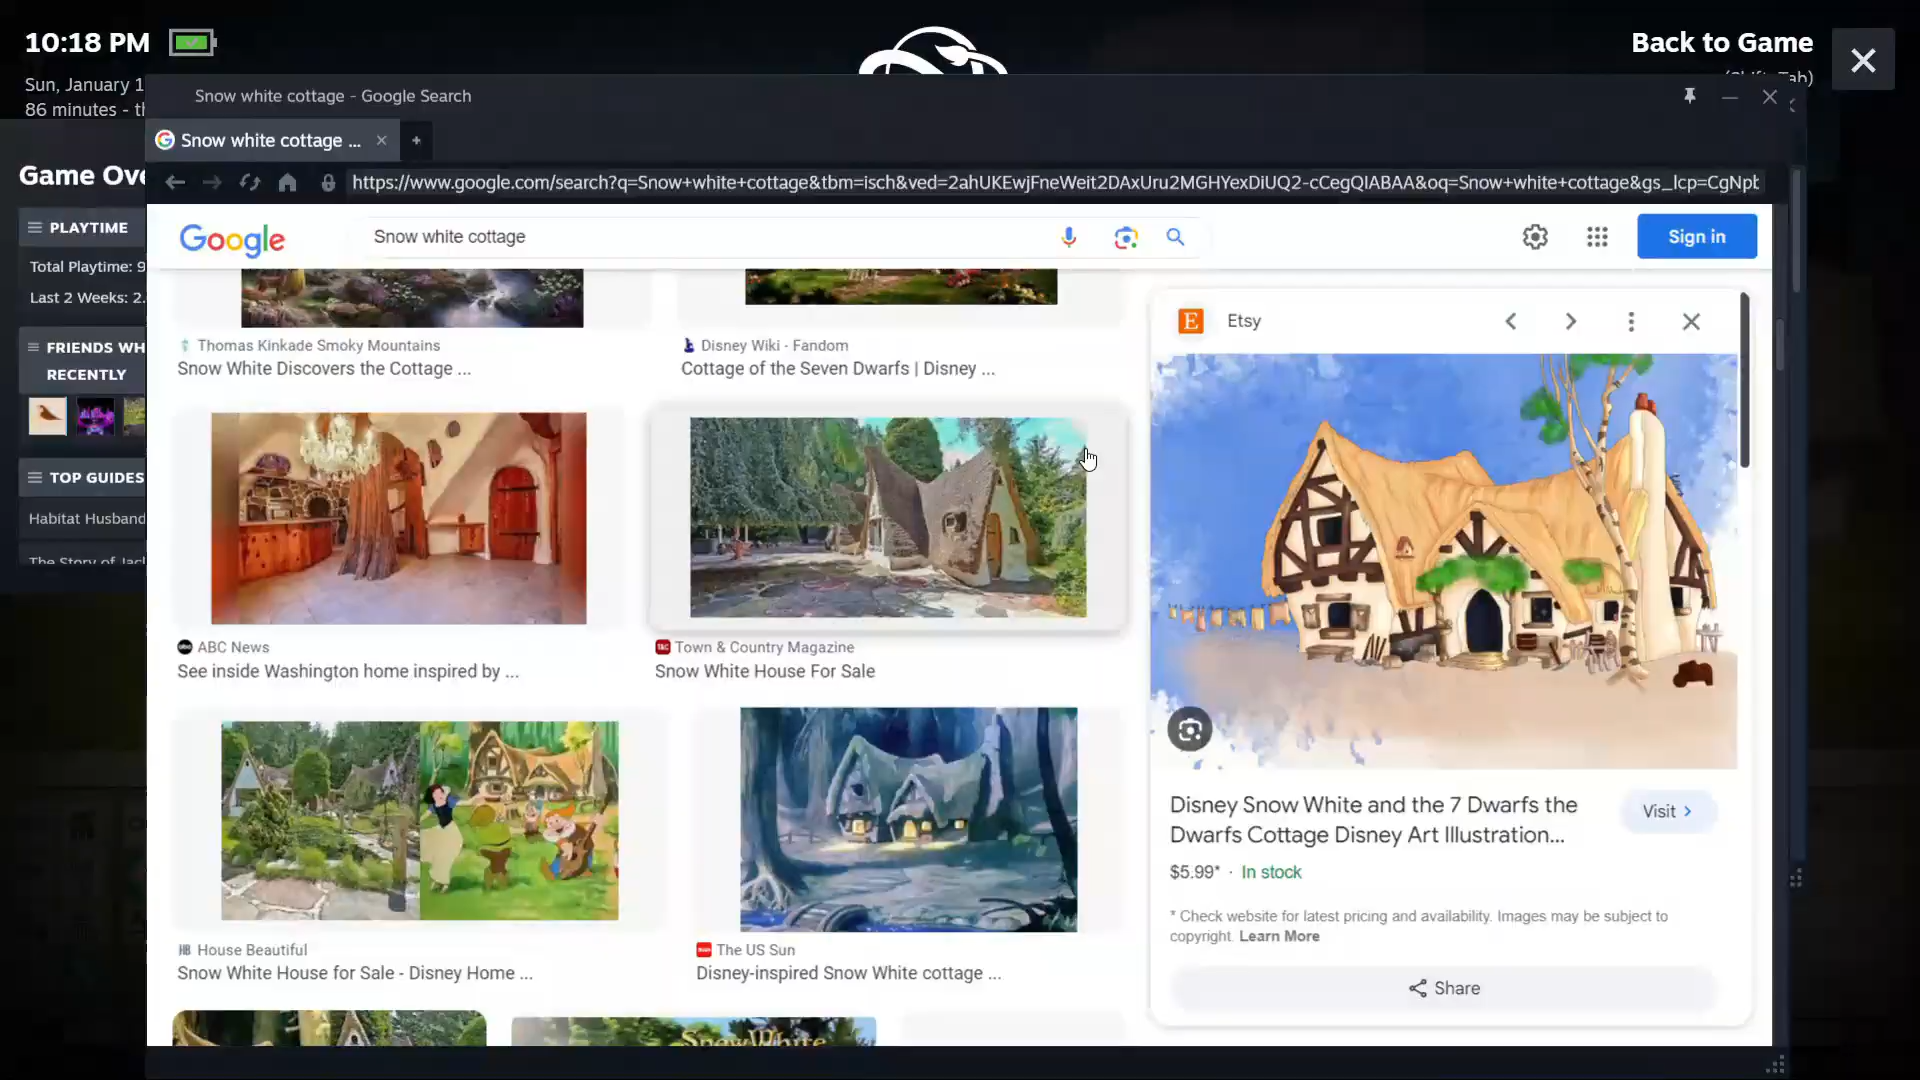 10:18 PM
Back to Game
Sun, January 1
86 minutes - th
Snow white cottage - Google Search
Snow white cottage ...
https://www.google.com/search?q=Snow+white+cottage&tbm=isch&ved=2ahUKEwjFneWeit2DAxUru2MGHYexDiUQ2-cCegQIABAA&oq=Snow+white+cottage&gs_lcp=CgNpb
Game Ove
PLAYTIME
Total Playtime: 9
Last 2 Weeks: 2.
FRIENDS WH
RECENTLY
TOP GUIDES
Habitat Husband
The Story of Jacl
Google
Snow white cottage
Sign in
Thomas Kinkade Smoky Mountains
Snow White Discovers the Cottage ...
Disney Wiki - Fandom
Cottage of the Seven Dwarfs | Disney ...
ABC News
See inside Washington home inspired by ...
Town & Country Magazine
Snow White House For Sale
House Beautiful
Snow White House for Sale - Disney Home ...
The US Sun
Disney-inspired Snow White cottage ...
Snow White
E Etsy
Disney Snow White and the 7 Dwarfs the
Dwarfs Cottage Disney Art Illustration...
Visit
$5.99* · In stock
* Check website for latest pricing and availability. Images may be subject to
copyright. Learn More
Share